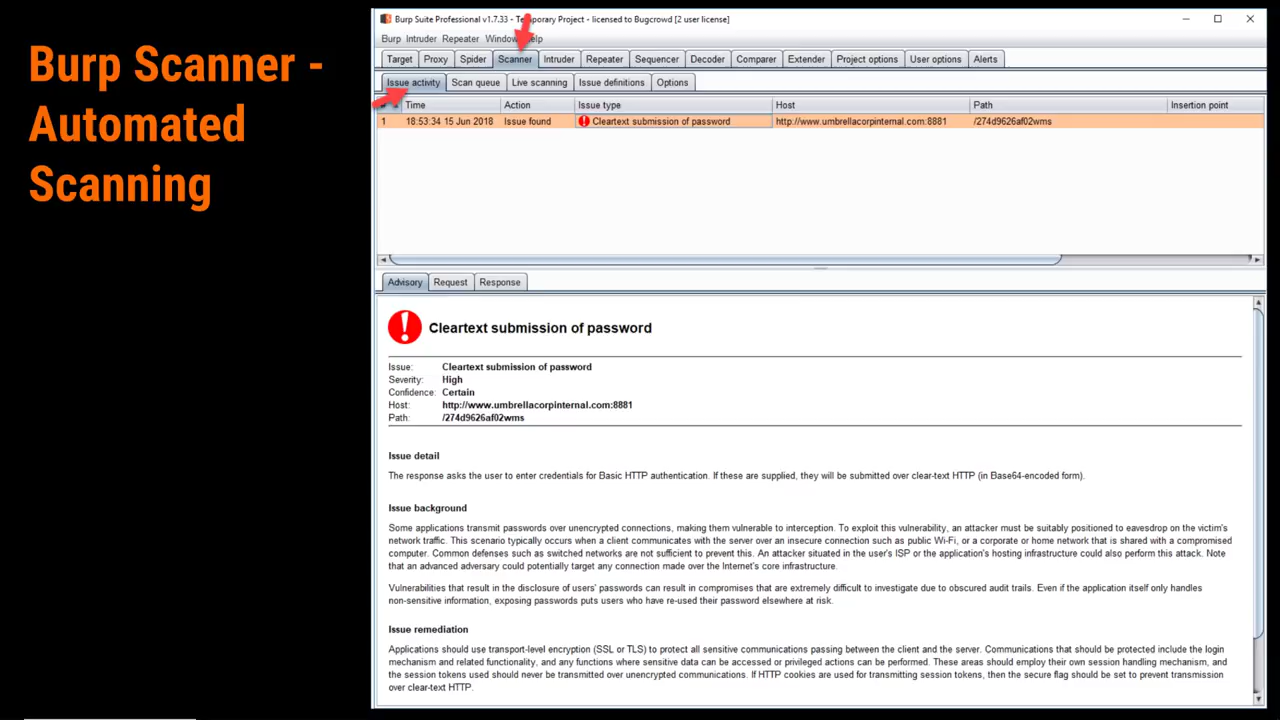 Burp Scanner -
Automated
Scanning
Burp Suite Professional v1.7.33 - Temporary Project - licensed to Bugcrowd [2 user license]
Burp Intruder Repeater Window Help
Target Proxy Spider Scanner Intruder Repeater Sequencer Decoder Comparer Extender Project options User options Alerts
Issue activity Scan queue Live scanning Issue definitions Options
# Time Action Issue type Host Path Insertion point
1 18:53:34 15 Jun 2018 Issue found Cleartext submission of password http://www.umbrellacorpinternal.com:8881 /274d9626af02wms
Advisory Request Response
Cleartext submission of password
Issue: Cleartext submission of password
Severity: High
Confidence: Certain
Host: http://www.umbrellacorpinternal.com:8881
Path: /274d9626af02wms
Issue detail
The response asks the user to enter credentials for Basic HTTP authentication. If these are supplied, they will be submitted over clear-text HTTP (in Base64-encoded form).
Issue background
Some applications transmit passwords over unencrypted connections, making them vulnerable to interception. To exploit this vulnerability, an attacker must be suitably positioned to eavesdrop on the victim's
network traffic. This scenario typically occurs when a client communicates with the server over an insecure connection such as public Wi-Fi, or a corporate or home network that is shared with a compromised
computer. Common defenses such as switched networks are not sufficient to prevent this. An attacker situated in the user's ISP or the application's hosting infrastructure could also perform this attack. Note
that an advanced adversary could potentially target any connection made over the Internet's core infrastructure.
Vulnerabilities that result in the disclosure of users' passwords can result in compromises that are extremely difficult to investigate due to obscured audit trails. Even if the application itself only handles
non-sensitive information, exposing passwords puts users who have re-used their password elsewhere at risk.
Issue remediation
Applications should use transport-level encryption (SSL or TLS) to protect all sensitive communications passing between the client and the server. Communications that should be protected include the login
mechanism and related functionality, and any functions where sensitive data can be accessed or privileged actions can be performed. These areas should employ their own session handling mechanism, and
the session tokens used should never be transmitted over unencrypted communications. If HTTP cookies are used for transmitting session tokens, then the secure flag should be set to prevent transmission
over clear-text HTTP.